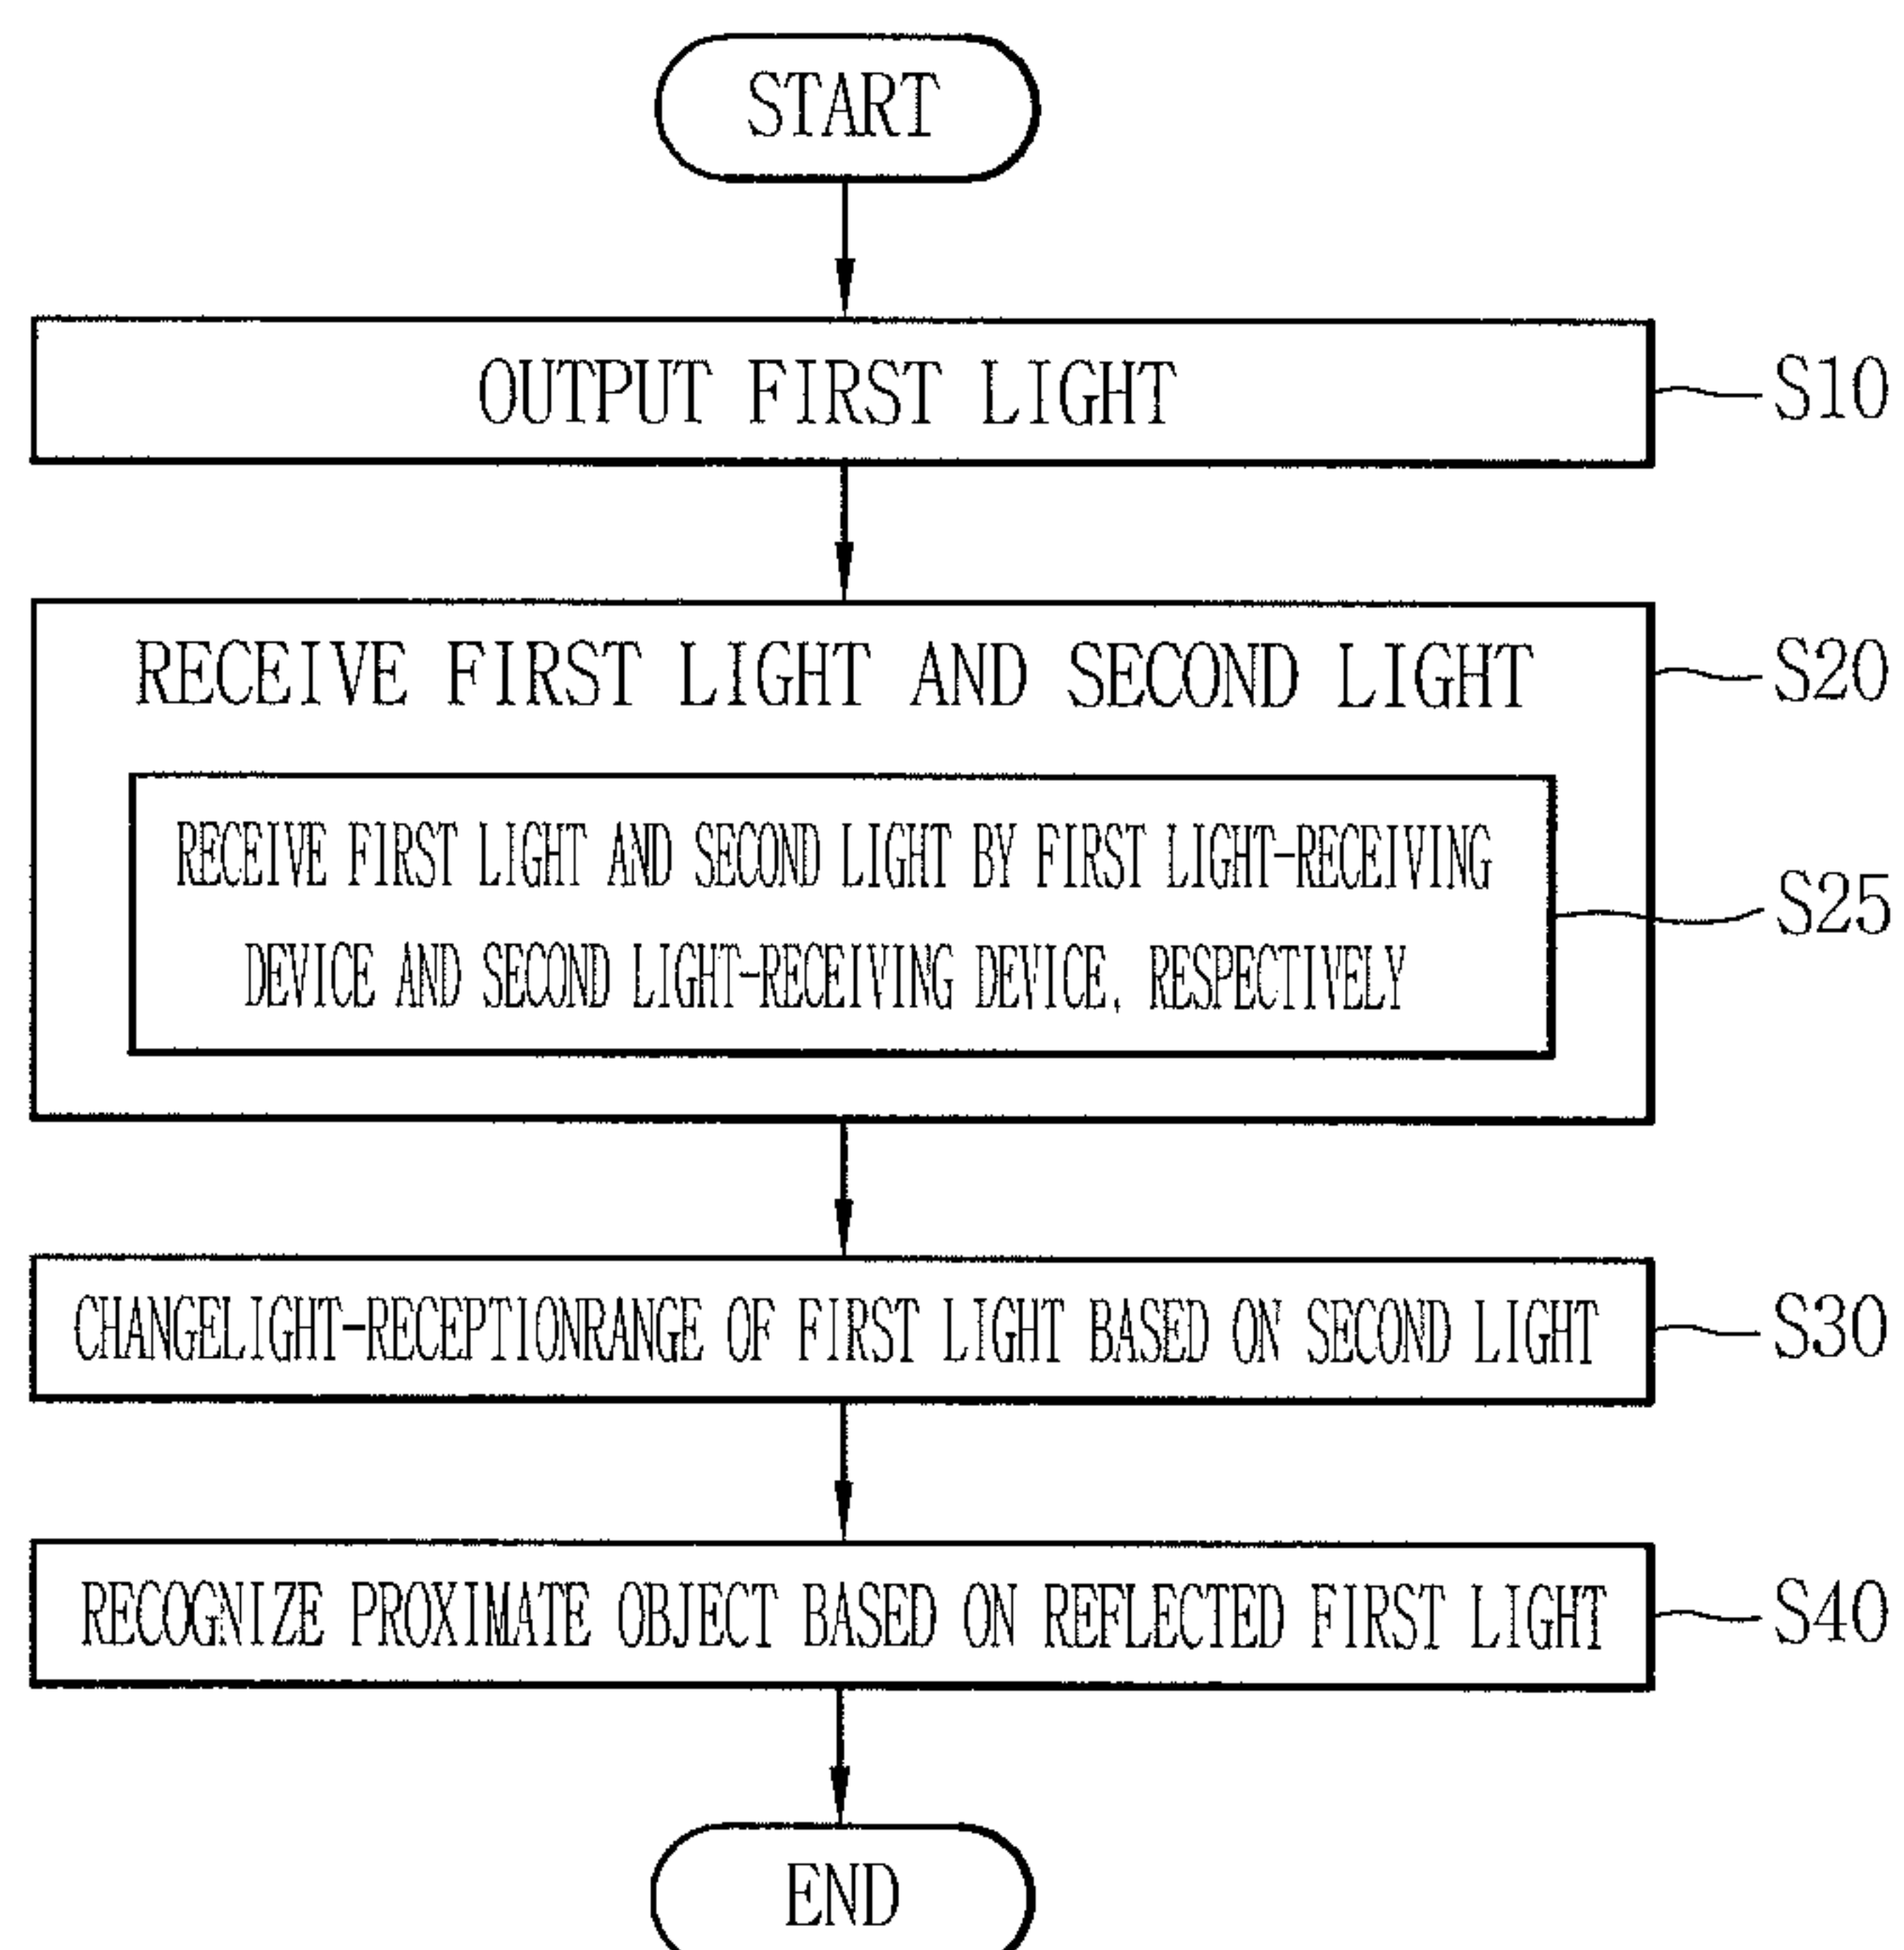 START
OUTPUT FIRST LIGHT
S10
RECEIVE FIRST LIGHT AND SECOND LIGHT
S20
RECEIVE FIRST LIGHT AND SECOND LIGHT BY FIRST LIGHT-RECEIVING
DEVICE AND SECOND LIGHT-RECEIVING DEVICE, RESPECTIVELY
S25
CHANGELIGHT-RECEPTIONRANGE OF FIRST LIGHT BASED ON SECOND LIGHT
S30
RECOGNIZE PROXIMATE OBJECT BASED ON REFLECTED FIRST LIGHT
S40
END